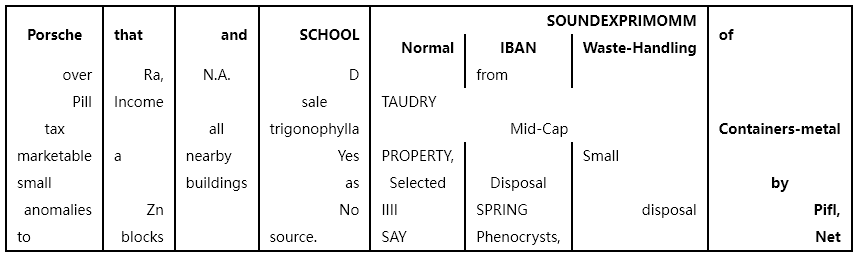 SOUNDEXPRIMOMM
Porsche that and SCHOOL of
Normal IBAN Waste-Handling
over Ra, N.A. D from
Pill Income sale TAUDRY
tax all trigonophylla Mid-Cap Containers-metal
marketable a nearby Yes PROPERTY, Small
small buildings as Selected Disposal by
anomalies Zn No IIII SPRING disposal Pifl,
to blocks source. SAY Phenocrysts, Net